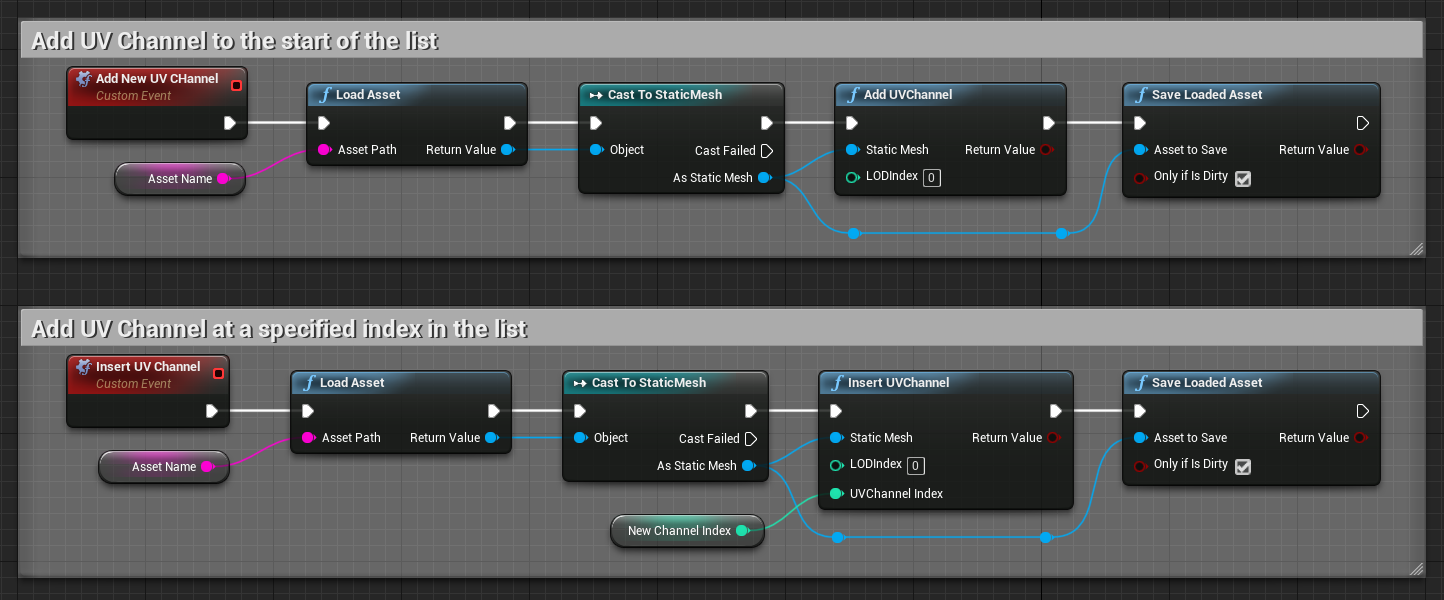 Add UV Channel to the start of the list
Add New UV CHannel
Custom Event
Asset Name
Load Asset
Asset Path Return Value
Cast To StaticMesh
Object
Cast Failed
As Static Mesh
Add UVChannel
Static Mesh Return Value
LODIndex 0
Save Loaded Asset
Asset to Save Return Value
Only if Is Dirty
Add UV Channel at a specified index in the list
Insert UV Channel
Custom Event
Asset Name
Load Asset
Asset Path Return Value
Cast To StaticMesh
Object
Cast Failed
As Static Mesh
New Channel Index
Insert UVChannel
Static Mesh Return Value
LODIndex 0
UVChannel Index
Save Loaded Asset
Asset to Save Return Value
Only if Is Dirty